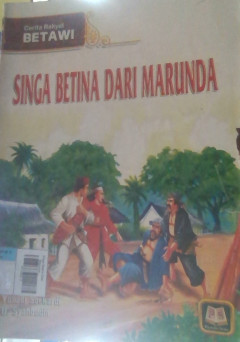 Cerita Rakyat
BETAWI
SINGA BETINA DARI MARUNDA